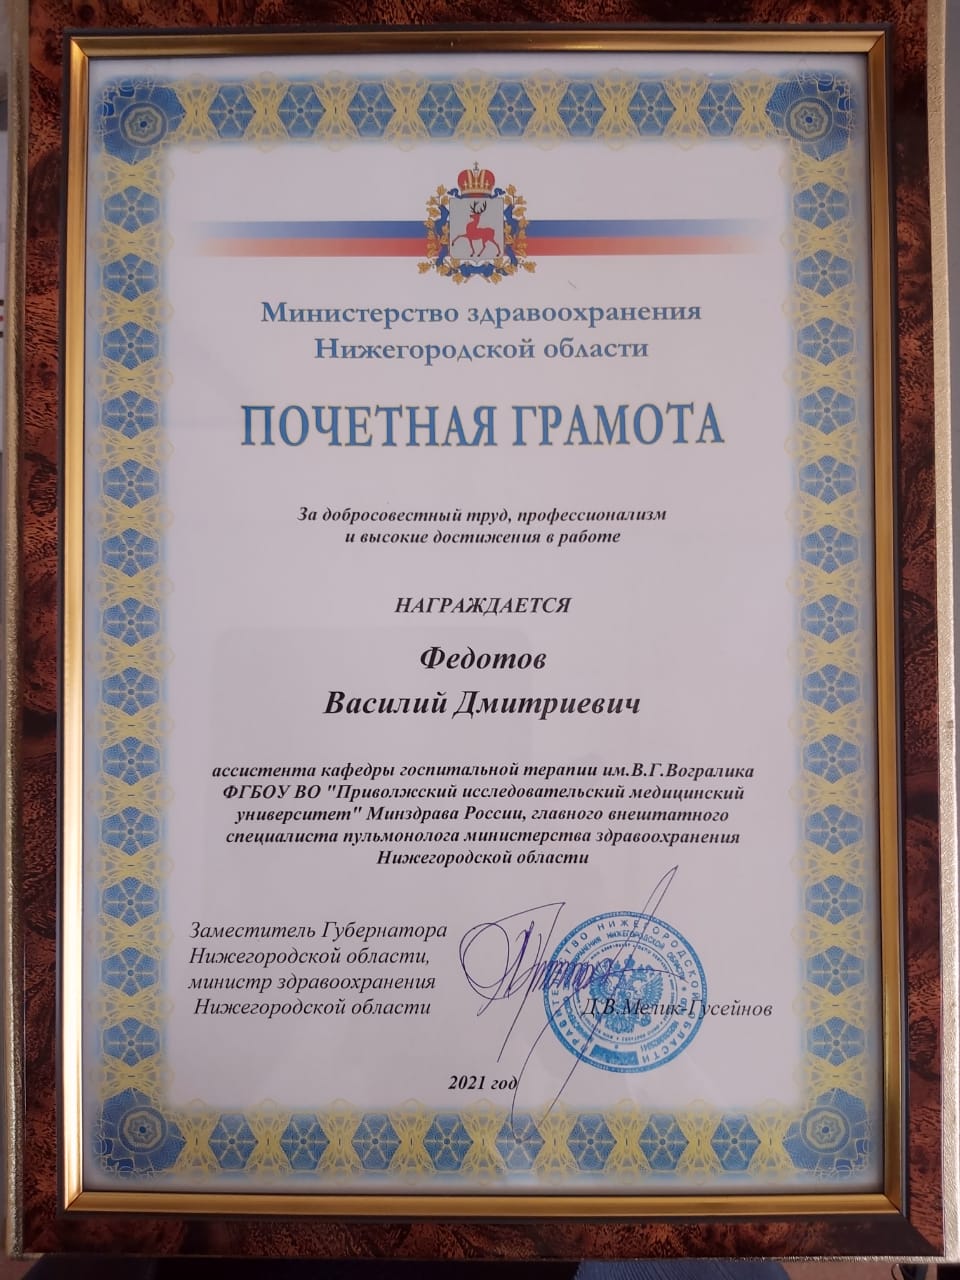 Министерство здравоохранения
Нижегородской области
ПОЧЕТНАЯ ГРАМОТА
За добросовестный труд, профессионализм
и высокие достижения в работе
НАГРАЖДАЕТСЯ
Федотов
Василий Дмитриевич
ассистента кафедры госпитальной терапии им.В.Г.Вогралика
ФГБОУ ВО "Приволжский исследовательский медицинский
университет" Минздрава России, главного внештатного
специалиста пульмонолога министерства здравоохранения
Нижегородской области
Заместитель Губернатора
Нижегородской области,
министр здравоохранения
Нижегородской области
Д.В.Мелик-Гусейнов
2021 год